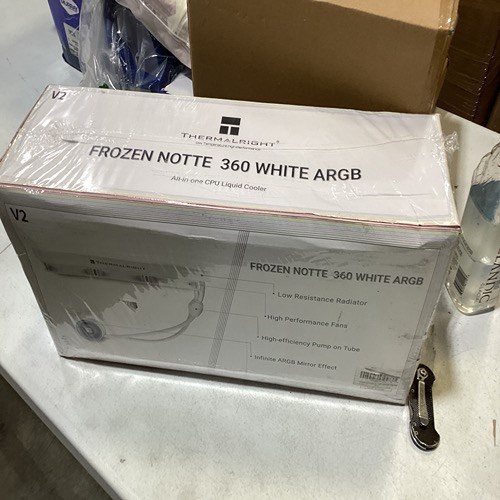 V2
THERMALRIGHT®
FROZEN NOTTE 360 WHITE ARGB
All-in-one CPU Liquid Cooler
V2
THERMALRIGHT
FROZEN NOTTE 360 WHITE ARGB
Low Resistance Radiator
High Performance Fans
High-efficiency Pump on Tube
Infinite ARGB Mirror Effect